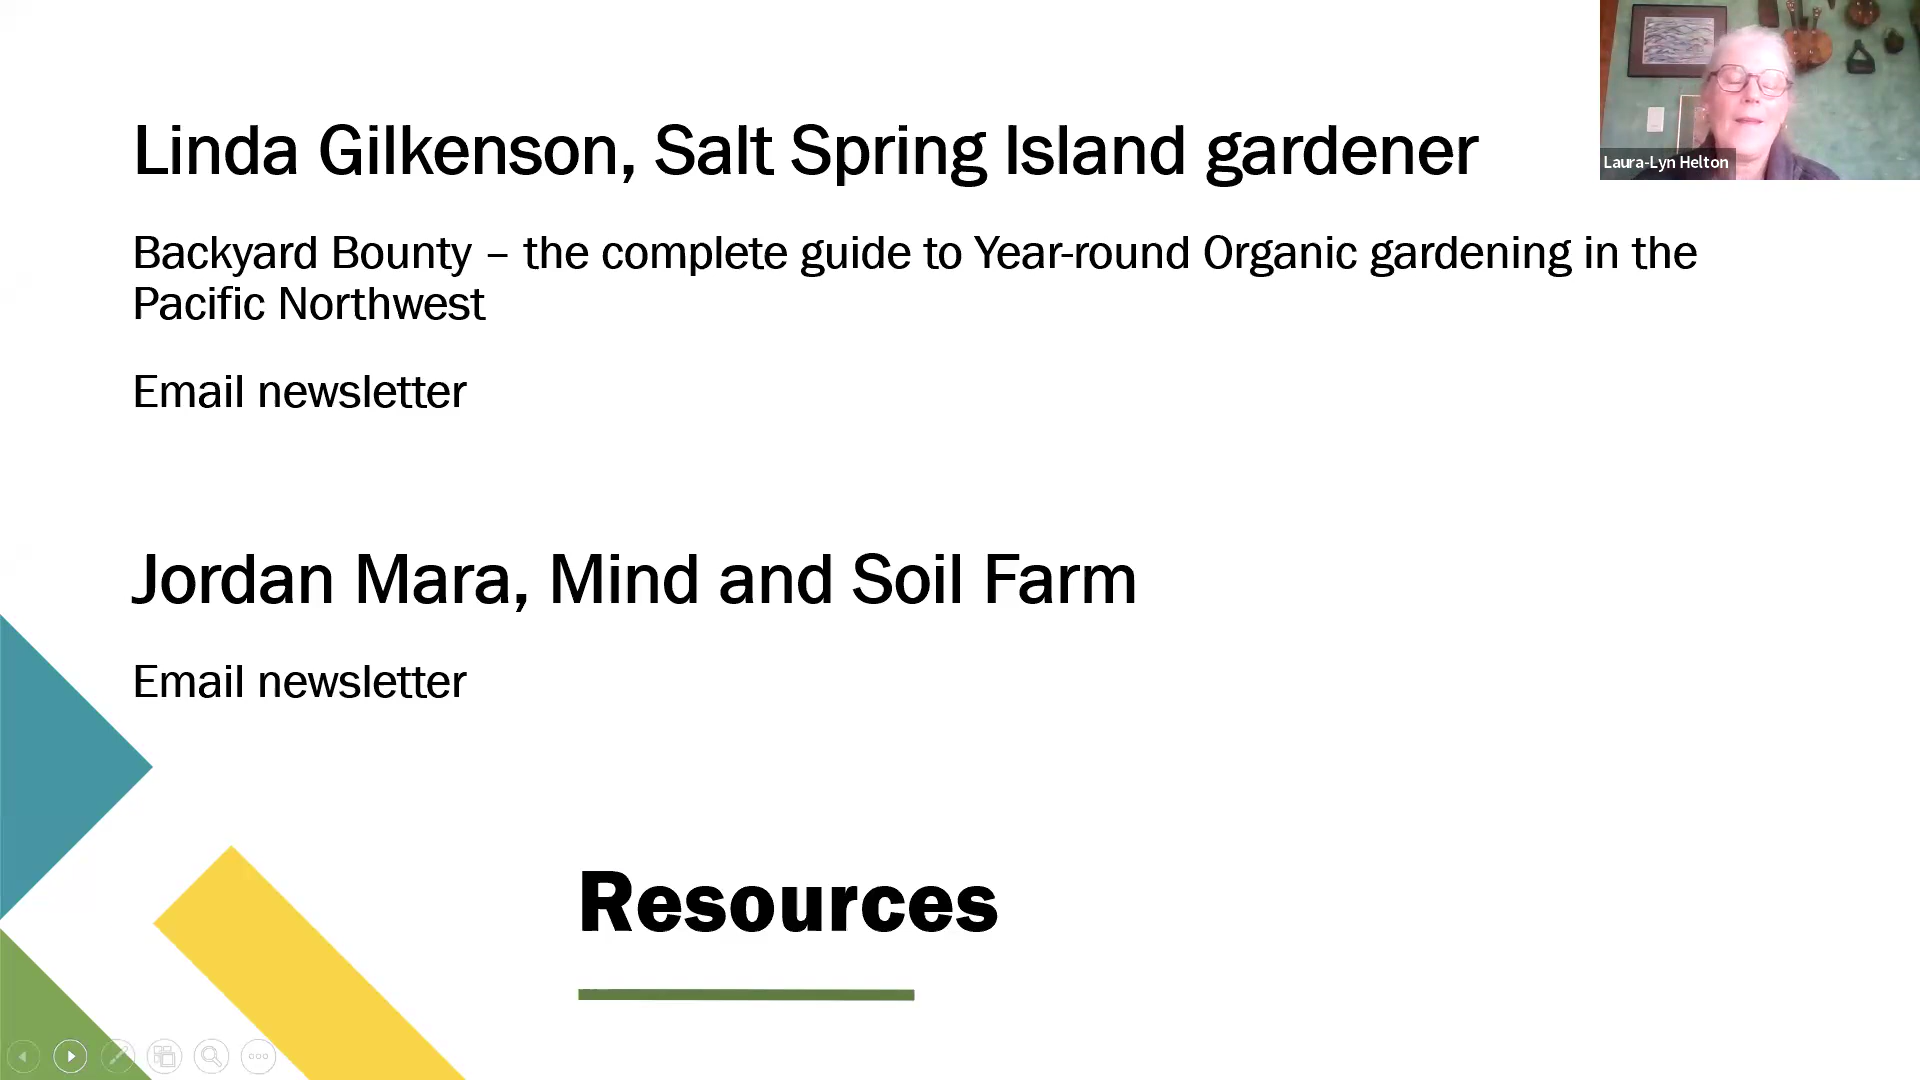 Linda Gilkenson, Salt Spring Island gardener
Backyard Bounty – the complete guide to Year-round Organic gardening in the
Pacific Northwest
Email newsletter
Jordan Mara, Mind and Soil Farm
Email newsletter
Resources
Laura-Lyn Helton